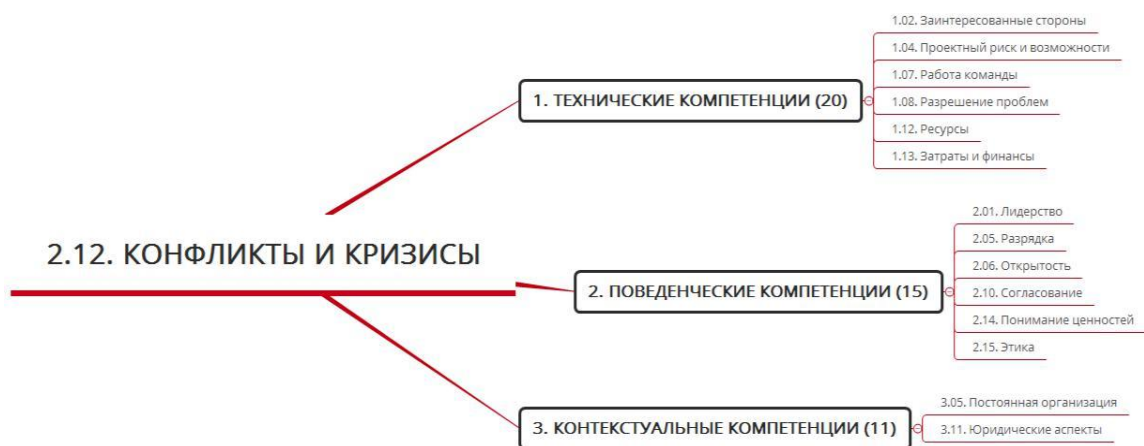 2.12. КОНФЛИКТЫ И КРИЗИСЫ
1. ТЕХНИЧЕСКИЕ КОМПЕТЕНЦИИ (20)
1.02. Заинтересованные стороны
1.04. Проектный риск и возможности
1.07. Работа команды
1.08. Разрешение проблем
1.12. Ресурсы
1.13. Затраты и финансы
2. ПОВЕДЕНЧЕСКИЕ КОМПЕТЕНЦИИ (15)
2.01. Лидерство
2.05. Разрядка
2.06. Открытость
2.10. Согласование
2.14. Понимание ценностей
2.15. Этика
3. КОНТЕКСТУАЛЬНЫЕ КОМПЕТЕНЦИИ (11)
3.05. Постоянная организация
3.11. Юридические аспекты